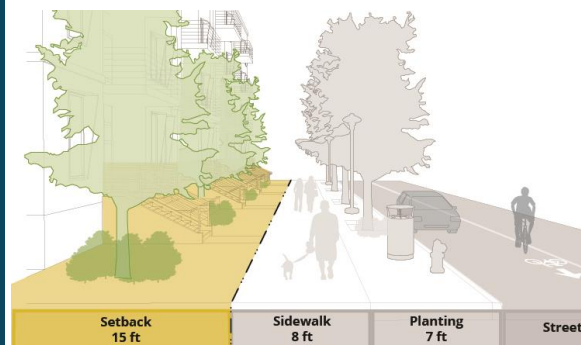 Setback
15 ft
Sidewalk
8 ft
Planting
7 ft
Street